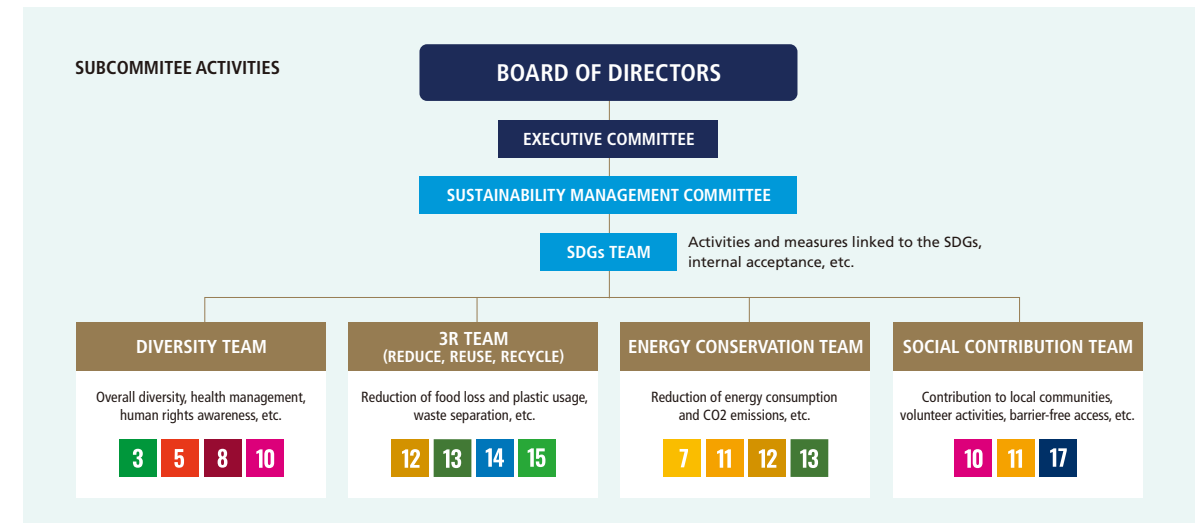 SUBCOMMITEE ACTIVITIES
BOARD OF DIRECTORS
EXECUTIVE COMMITTEE
SUSTAINABILITY MANAGEMENT COMMITTEE
SDGs TEAM
Activities and measures linked to the SDGs,
internal acceptance, etc.
DIVERSITY TEAM
Overall diversity, health management,
human rights awareness, etc.
3 5 8 10
3R TEAM
(REDUCE, REUSE, RECYCLE)
Reduction of food loss and plastic usage,
waste separation, etc.
12 13 14 15
ENERGY CONSERVATION TEAM
Reduction of energy consumption
and CO2 emissions, etc.
7 11 12 13
SOCIAL CONTRIBUTION TEAM
Contribution to local communities,
volunteer activities, barrier-free access, etc.
10 11 17